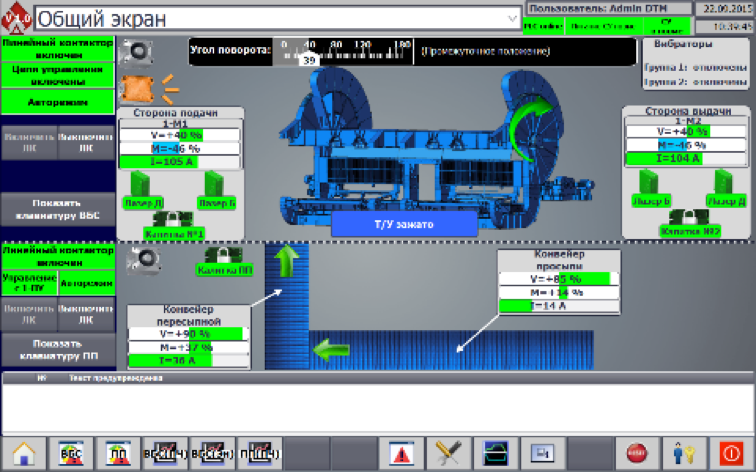 V 1.0
Общий экран
Пользователь: Admin DTM
22.09.2015
10:39:45
PLC online
СУ
Линейный контактор
включен
Цепи управления
включены
Авторежим
Включить
ЛК
Выключить
ЛК
Показать
клавиатуру ВБС
Угол поворота:
0 40 80 120 180
39
(Промежуточное положение)
Вибраторы
Группа 1: отключены
Группа 2: отключены
Сторона подачи
1-M1
V=+40 %
M=-46 %
I=105 A
Лазер Д
Лазер Б
Калитка №1
Т/У зажато
Сторона выдачи
1-M2
V=+40 %
M=-46 %
I=104 A
Лазер Б
Лазер Д
Калитка №2
Линейный контактор
включен
Управление
с 1-ПУ
Авторежим
Включить
ЛК
Выключить
ЛК
Показать
клавиатуру ПП
Калитка ПП
Конвейер
просыпи
V=+85 %
M=+14 %
I=14 A
Конвейер
пересыпной
V=+90 %
M=+37 %
I=36 A
№ Текст предупреждения
ВБС
ПП
ВБС(ПЧ)
ПП(ПЧ)